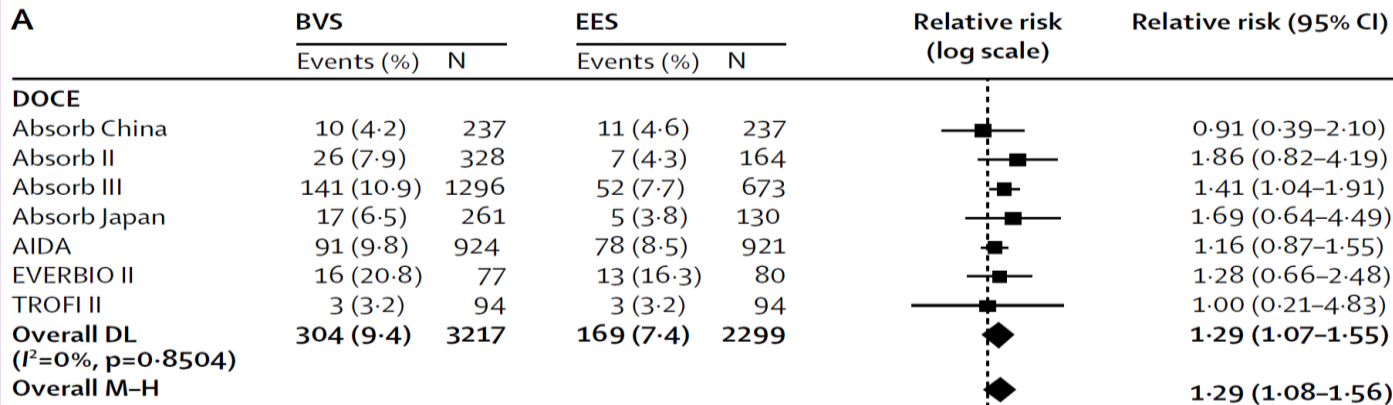 A BVS EES Relative risk Relative risk (95% CI)
(log scale)
Events (%) N Events (%) N
DOCE
Absorb China 10 (4·2) 237 11 (4·6) 237 0·91 (0·39–2·10)
Absorb II 26 (7·9) 328 7 (4·3) 164 1·86 (0·82–4·19)
Absorb III 141 (10·9) 1296 52 (7·7) 673 1·41 (1·04–1·91)
Absorb Japan 17 (6·5) 261 5 (3·8) 130 1·69 (0·64–4·49)
AIDA 91 (9·8) 924 78 (8·5) 921 1·16 (0·87–1·55)
EVERBIO II 16 (20·8) 77 13 (16·3) 80 1·28 (0·66–2·48)
TROFI II 3 (3·2) 94 3 (3·2) 94 1·00 (0·21–4·83)
Overall DL 304 (9·4) 3217 169 (7·4) 2299 1·29 (1·07–1·55)
(I²=0%, p=0·8504)
Overall M–H 1·29 (1·08–1·56)